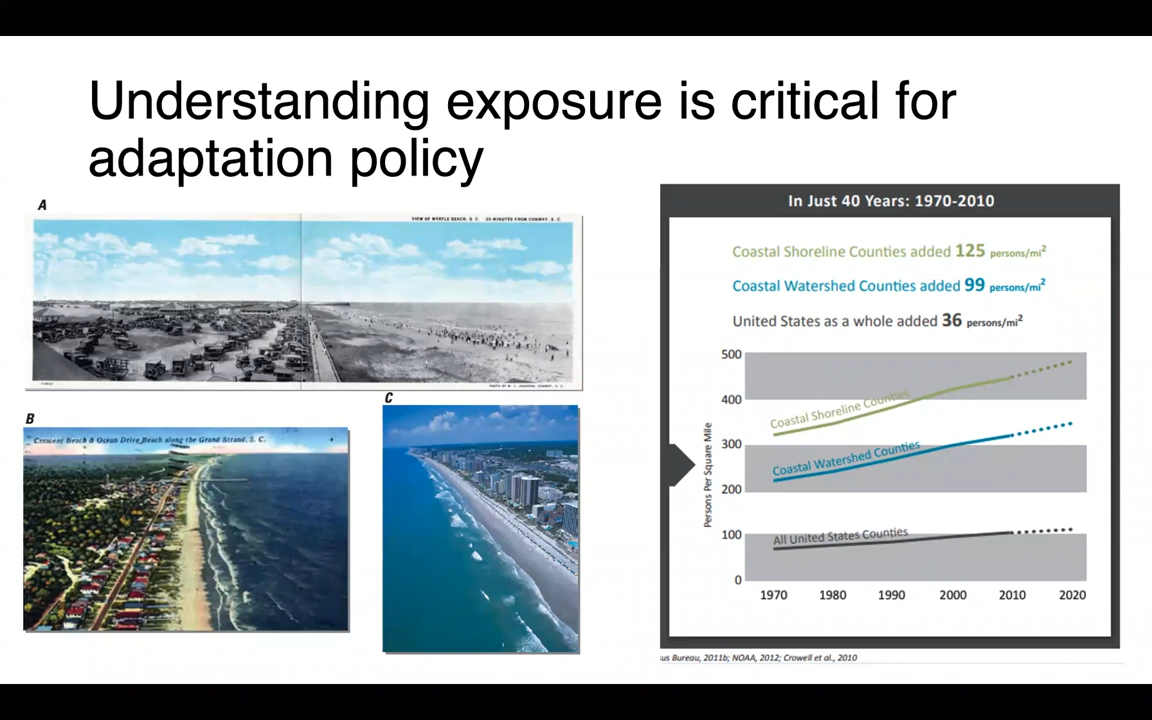 Understanding exposure is critical for
adaptation policy
A
VIEW OF MYRTLE BEACH, S. C. 23 MINUTES FROM CONWAY, S. C.
B
Crescent Beach & Ocean Drive Beach along the Grand Strand, S. C.
C
In Just 40 Years: 1970-2010
Coastal Shoreline Counties added 125 persons/mi²
Coastal Watershed Counties added 99 persons/mi²
United States as a whole added 36 persons/mi²
Persons Per Square Mile
500
400
300
200
100
0
Coastal Shoreline Counties
Coastal Watershed Counties
All United States Counties
1970 1980 1990 2000 2010 2020
us Bureau, 2011b; NOAA, 2012; Crowell et al., 2010